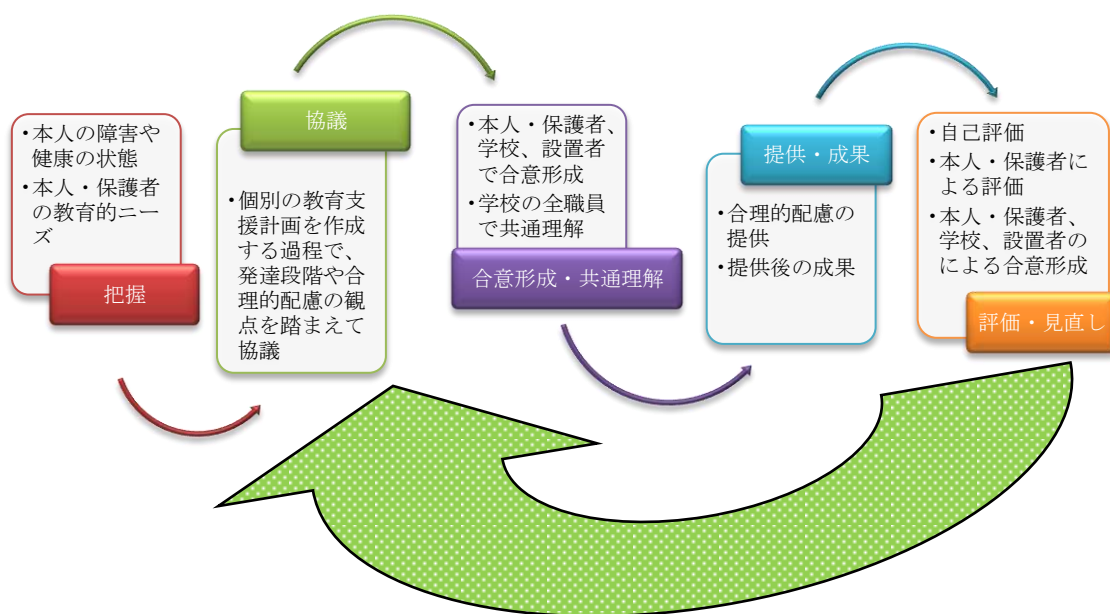 ・本人の障害や
健康の状態
・本人・保護者
の教育的ニー
ズ
把握
協議
・個別の教育支
援計画を作成
する過程で、
発達段階や合
理的配慮の観
点を踏まえて
協議
・本人・保護者、
学校、設置者
で合意形成
・学校の全職員
で共通理解
合意形成・共通理解
提供・成果
・合理的配慮の
提供
・提供後の成果
・自己評価
・本人・保護者に
よる評価
・本人・保護者、
学校、設置者の
による合意形成
評価・見直し